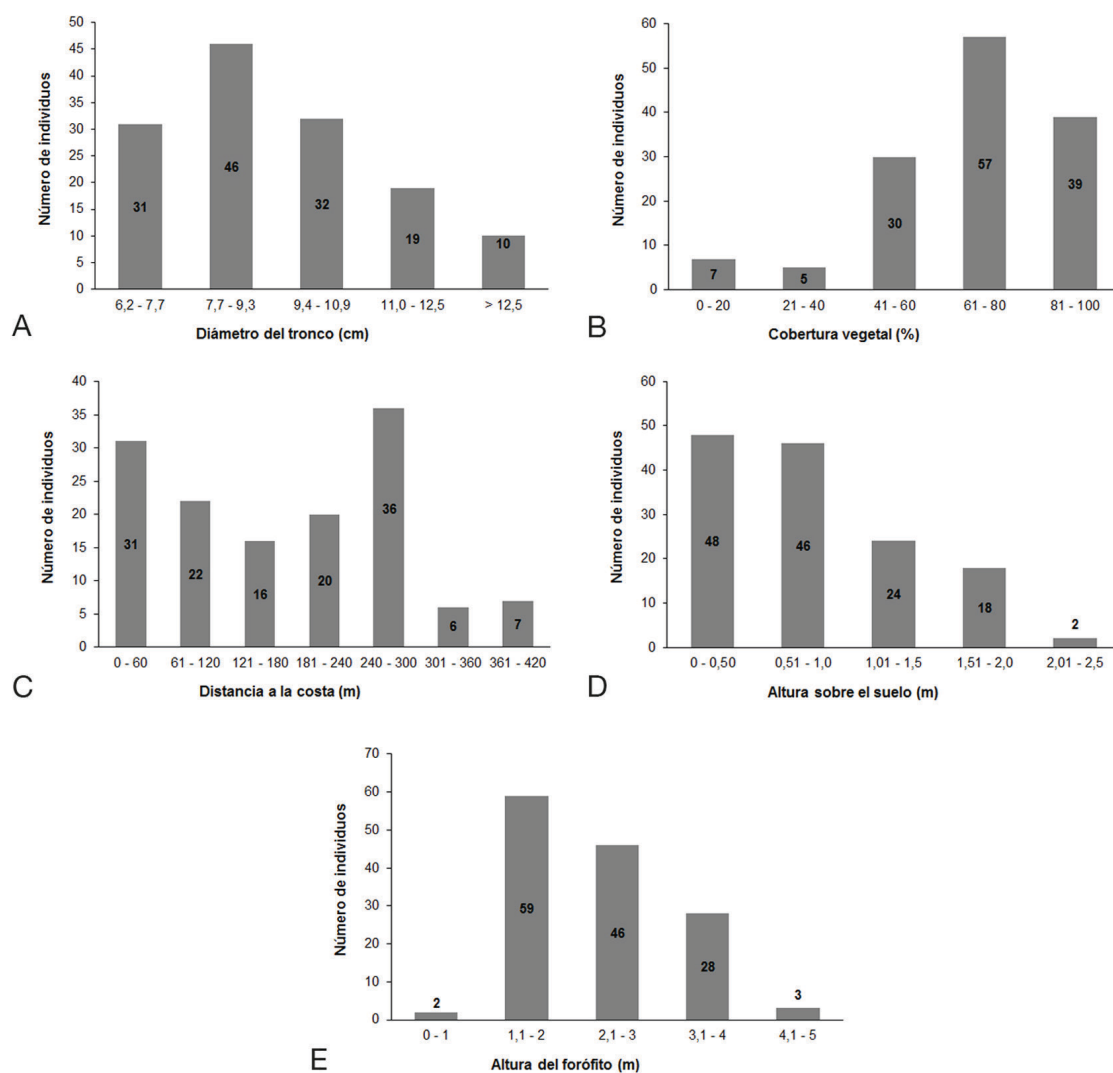 Número de individuos
50
45
40
35
30
25
20
15
10
5
0
31
46
32
19
10
6,2 - 7,7
7,7 - 9,3
9,4 - 10,9
11,0 - 12,5
> 12,5
Diámetro del tronco (cm)
A
Número de individuos
60
50
40
30
20
10
0
7
5
30
57
39
0 - 20
21 - 40
41 - 60
61 - 80
81 - 100
Cobertura vegetal (%)
B
Número de individuos
40
35
30
25
20
15
10
5
0
31
22
16
20
36
6
7
0 - 60
61 - 120
121 - 180
181 - 240
240 - 300
301 - 360
361 - 420
Distancia a la costa (m)
C
Número de individuos
60
50
40
30
20
10
0
48
46
24
18
2
0 - 0,50
0,51 - 1,0
1,01 - 1,5
1,51 - 2,0
2,01 - 2,5
Altura sobre el suelo (m)
D
Número de individuos
70
60
50
40
30
20
10
0
2
59
46
28
3
0 - 1
1,1 - 2
2,1 - 3
3,1 - 4
4,1 - 5
Altura del forófito (m)
E